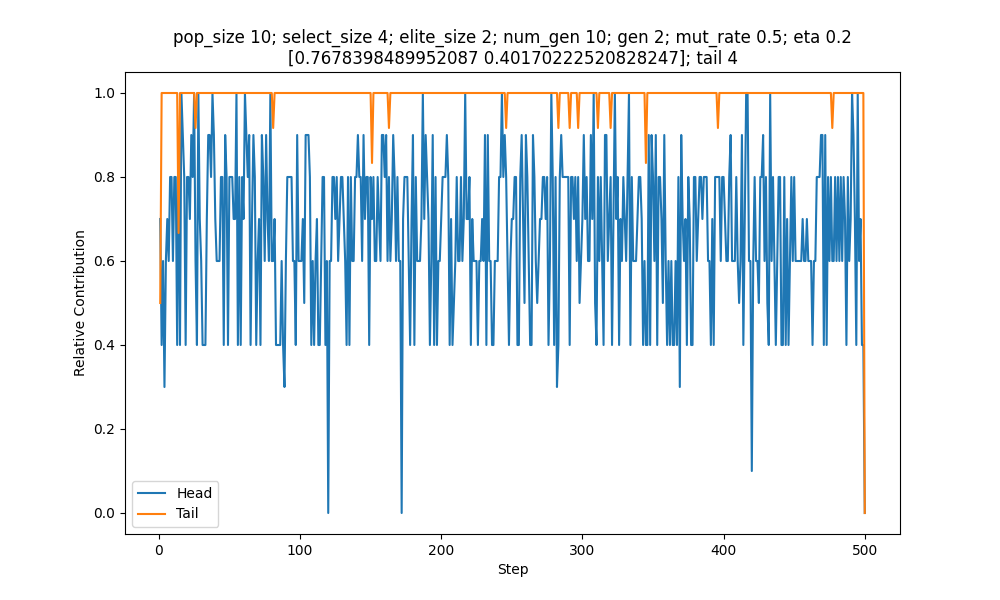 pop_size 10; select_size 4; elite_size 2; num_gen 10; gen 2; mut_rate 0.5; eta 0.2
[0.7678398489952087 0.40170222520828247]; tail 4
1.0
0.8
0.6
0.4
0.2
0.0
Relative Contribution
Head
Tail
0
100
200
300
400
500
Step